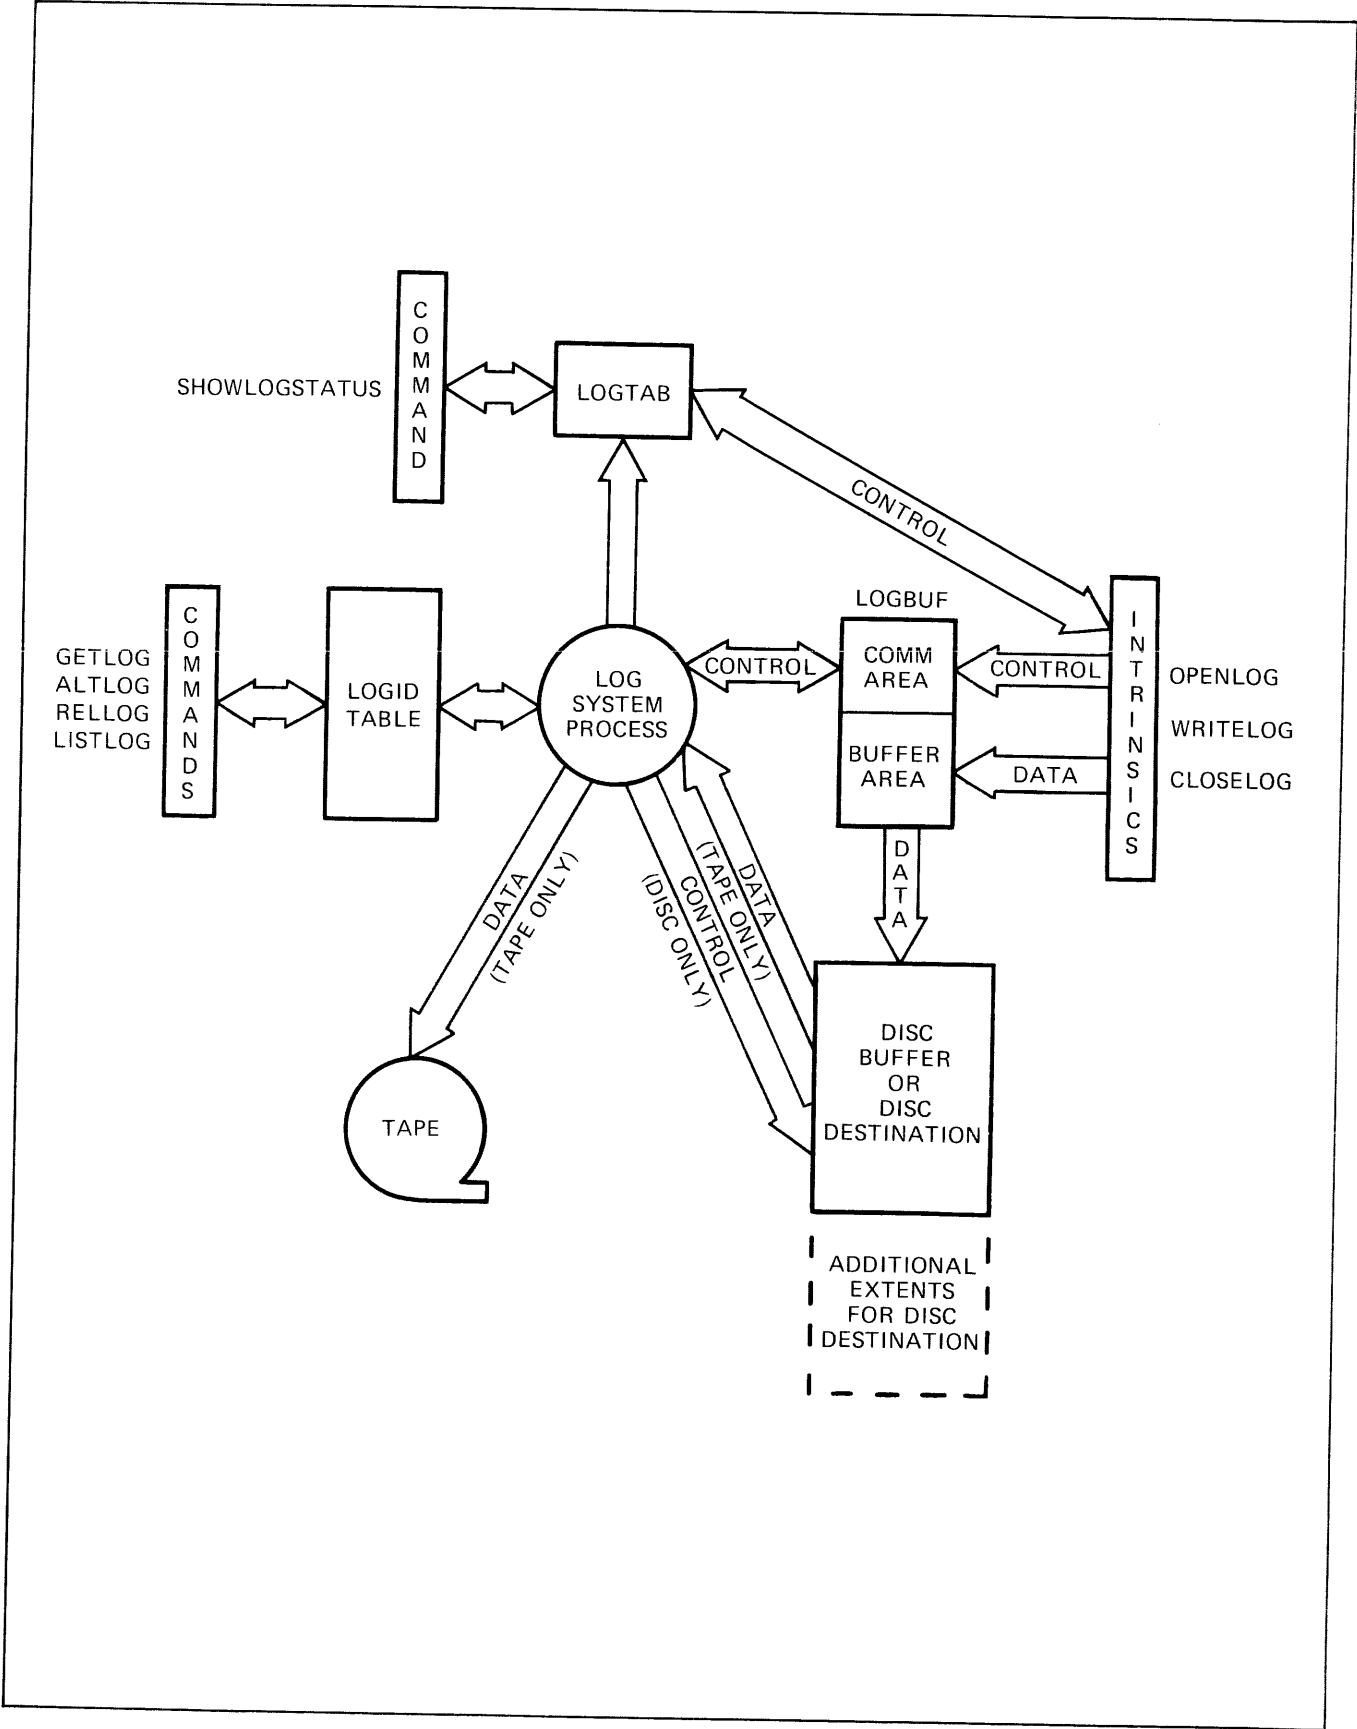 COMMAND
SHOWLOGSTATUS
LOGTAB
CONTROL
COMMANDS
GETLOG
ALTLOG
RELLOG
LISTLOG
LOGID
TABLE
LOG
SYSTEM
PROCESS
CONTROL
LOGBUF
COMM
AREA
BUFFER
AREA
CONTROL
DATA
INTRINSICS
OPENLOG
WRITELOG
CLOSELOG
DATA
DATA
(TAPE ONLY)
DATA
(TAPE ONLY)
CONTROL
(DISC ONLY)
TAPE
DISC
BUFFER
OR
DISC
DESTINATION
ADDITIONAL
EXTENTS
FOR DISC
DESTINATION